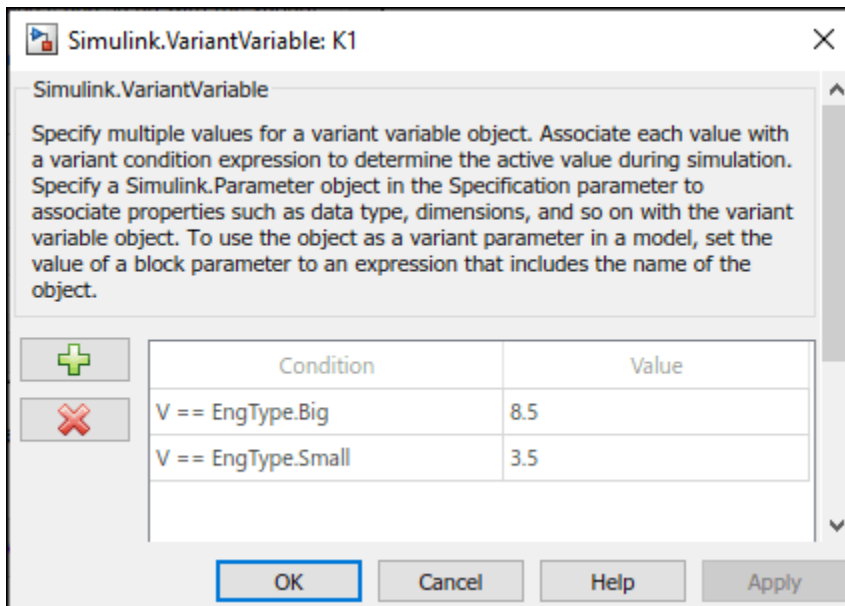 Simulink.VariantVariable: K1
Simulink.VariantVariable
Specify multiple values for a variant variable object. Associate each value with
a variant condition expression to determine the active value during simulation.
Specify a Simulink.Parameter object in the Specification parameter to
associate properties such as data type, dimensions, and so on with the variant
variable object. To use the object as a variant parameter in a model, set the
value of a block parameter to an expression that includes the name of the
object.
Condition Value
V == EngType.Big 8.5
V == EngType.Small 3.5
OK Cancel Help Apply